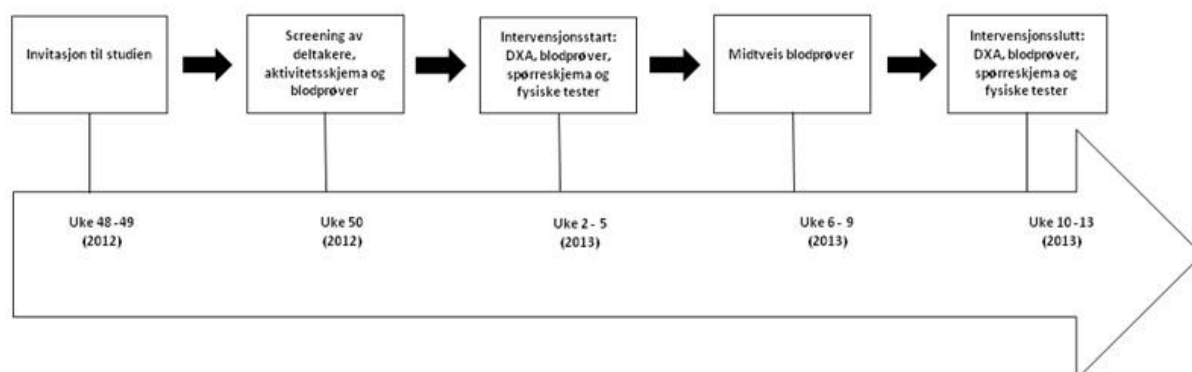 Invitasjon til studien
Screening av
deltakere,
aktivitetsskjema og
blodprøver
Intervensjonsstart:
DXA, blodprøver,
spørreskjema og
fysiske tester
Midtveis blodprøver
Intervensjonsslutt:
DXA, blodprøver,
spørreskjema og
fysiske tester
Uke 48 - 49
(2012)
Uke 50
(2012)
Uke 2 - 5
(2013)
Uke 6 - 9
(2013)
Uke 10 - 13
(2013)